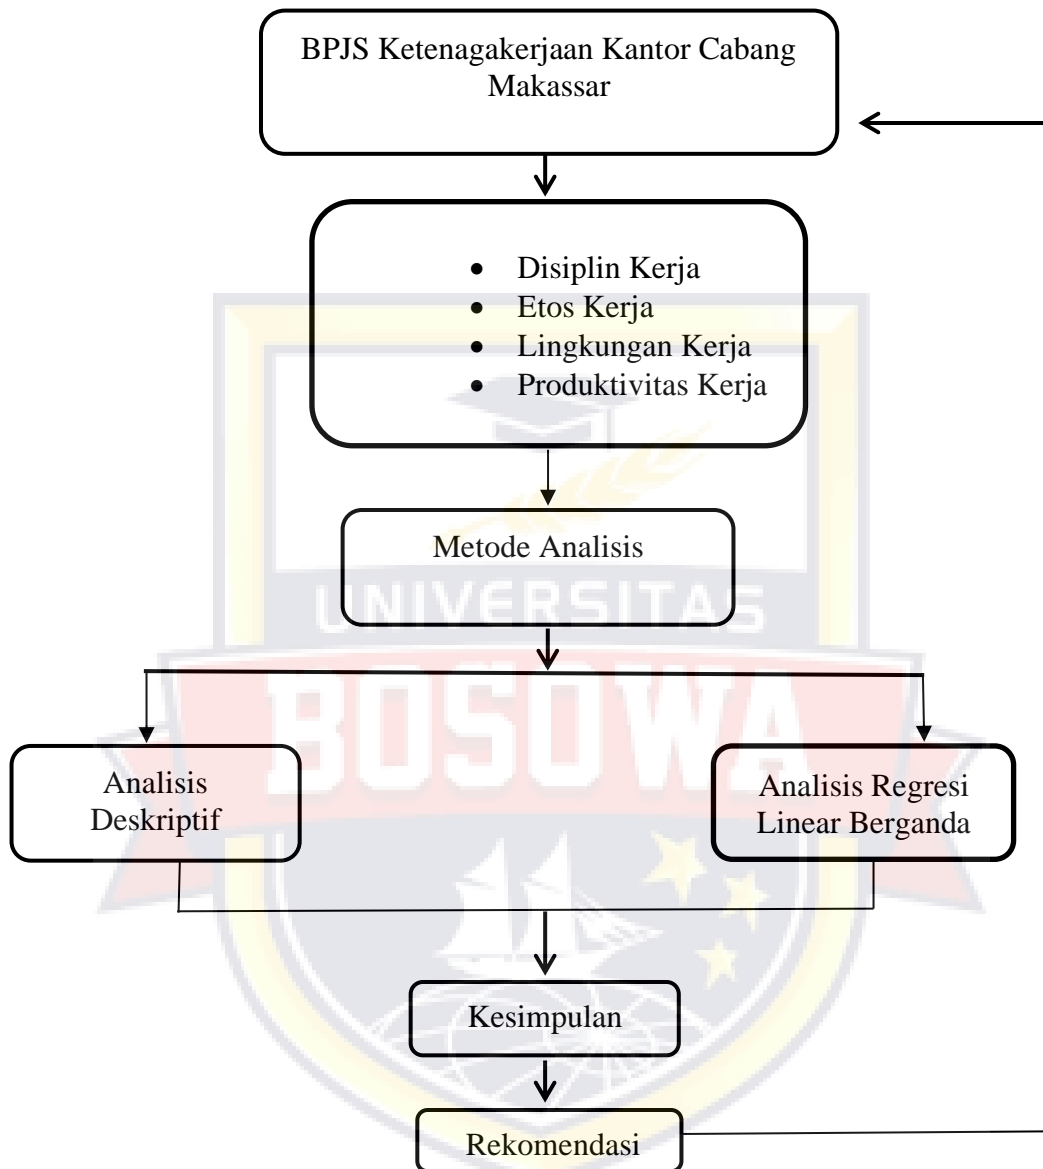 BPJS Ketenagakerjaan Kantor Cabang
Makassar
• Disiplin Kerja
• Etos Kerja
• Lingkungan Kerja
• Produktivitas Kerja
Metode Analisis
UNIVERSITAS
BOSOWA
Analisis
Deskriptif
Analisis Regresi
Linear Berganda
Kesimpulan
Rekomendasi